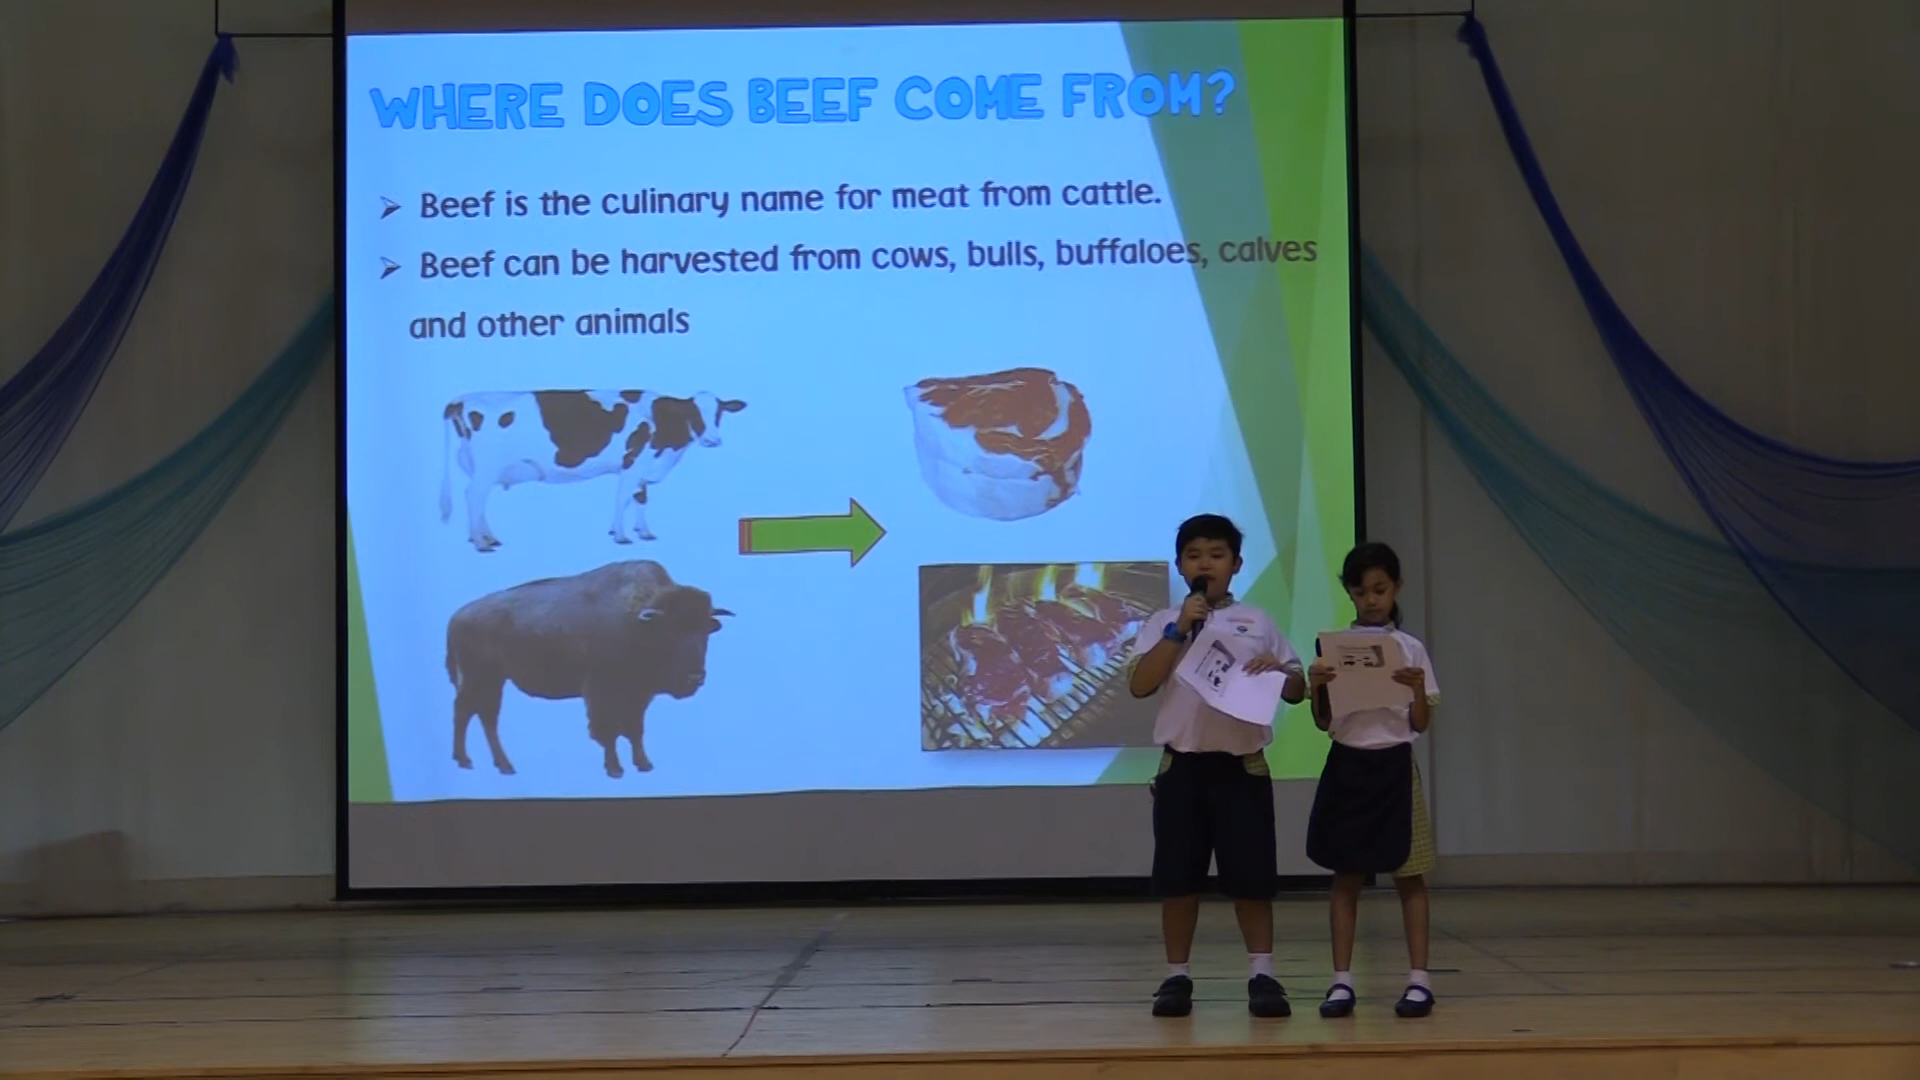 WHERE DOES BEEF COME FROM?
➢ Beef is the culinary name for meat from cattle.
➢ Beef can be harvested from cows, bulls, buffaloes, calves
and other animals